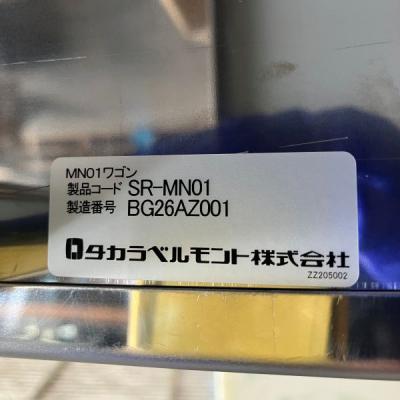 MN01ワゴン
製品コード SR-MN01
製造番号 BG26AZ001
タカラベルモント株式会社
ZZ205002